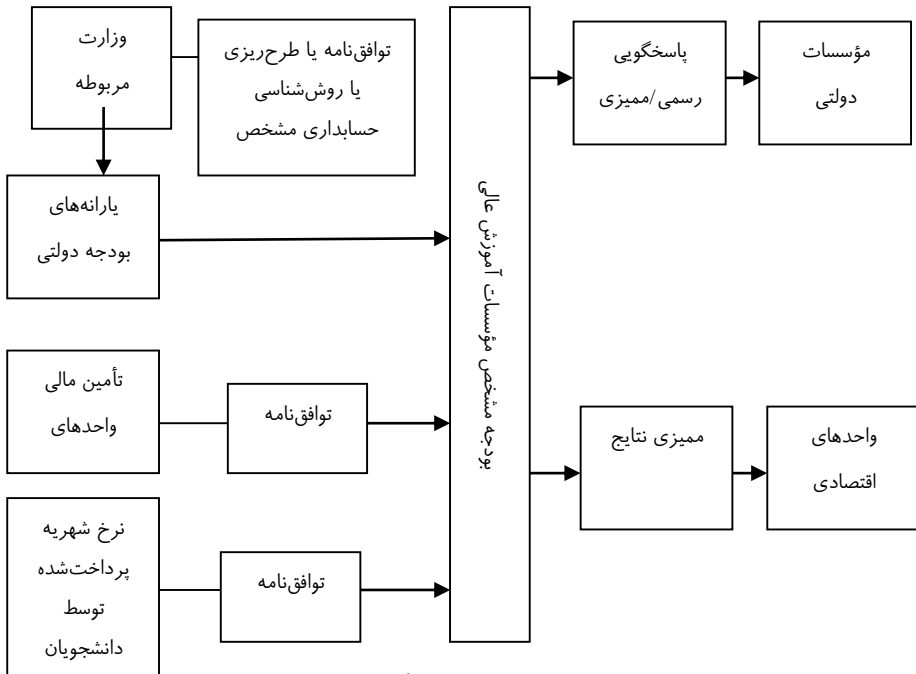 وزارت
مربوطه
توافق‌نامه یا طرح‌ریزی
یا روش‌شناسی
حسابداری مشخص
یارانه‌های
بودجه دولتی
تأمین مالی
واحدهای
توافق‌نامه
نرخ شهریه
پرداخت‌شده
توسط
دانشجویان
توافق‌نامه
بودجه مشخص مؤسسات آموزش عالی
پاسخگویی
رسمی/ممیزی
مؤسسات
دولتی
ممیزی نتایج
واحدهای
اقتصادی